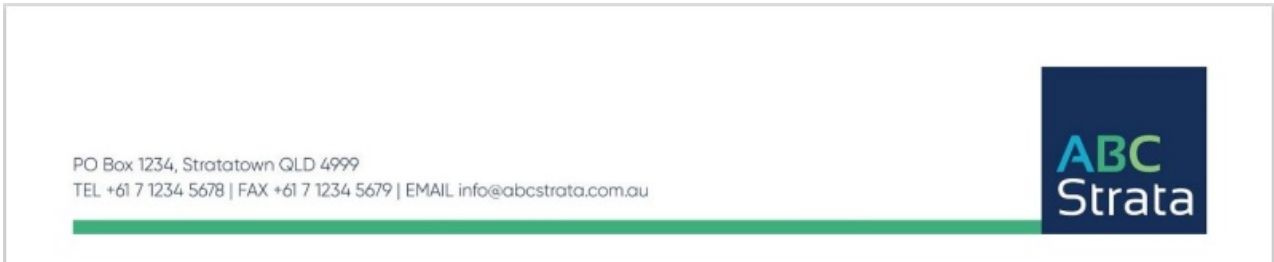 PO Box 1234, Stratatown QLD 4999
TEL +61 7 1234 5678 | FAX +61 7 1234 5679 | EMAIL info@abcstrata.com.au
ABC
Strata